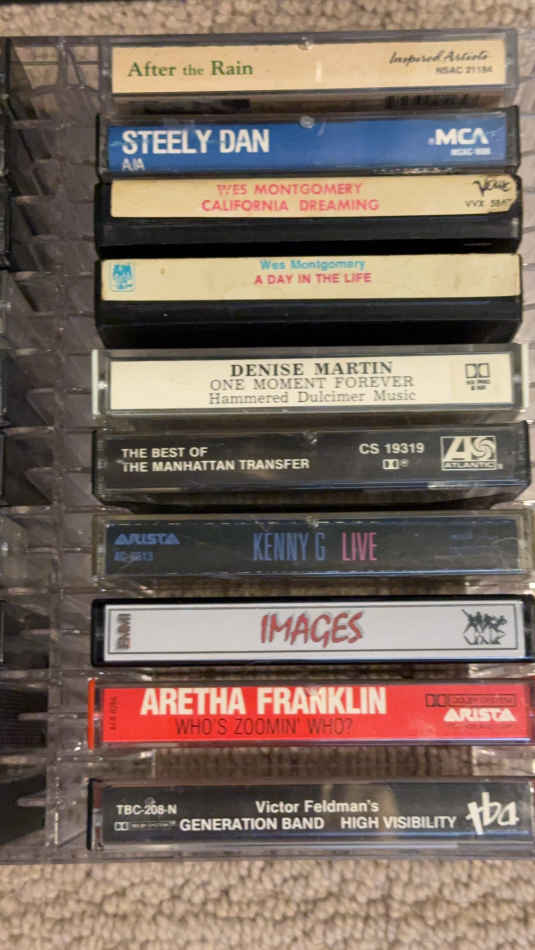 After the Rain
Inspired Artists
NSAC 21184
STEELY DAN
AJA
MCA
WES MONTGOMERY
CALIFORNIA DREAMING
Verve
VVX
A&M
Wes Montgomery
A DAY IN THE LIFE
DENISE MARTIN
ONE MOMENT FOREVER
Hammered Dulcimer Music
THE BEST OF
THE MANHATTAN TRANSFER
CS 19319
ATLANTIC
ARISTA
KENNY G LIVE
IMAGES
ARETHA FRANKLIN
WHO'S ZOOMIN' WHO?
DOLBY SYSTEM
ARISTA
TBC-208-N
Victor Feldman's
GENERATION BAND HIGH VISIBILITY
tba